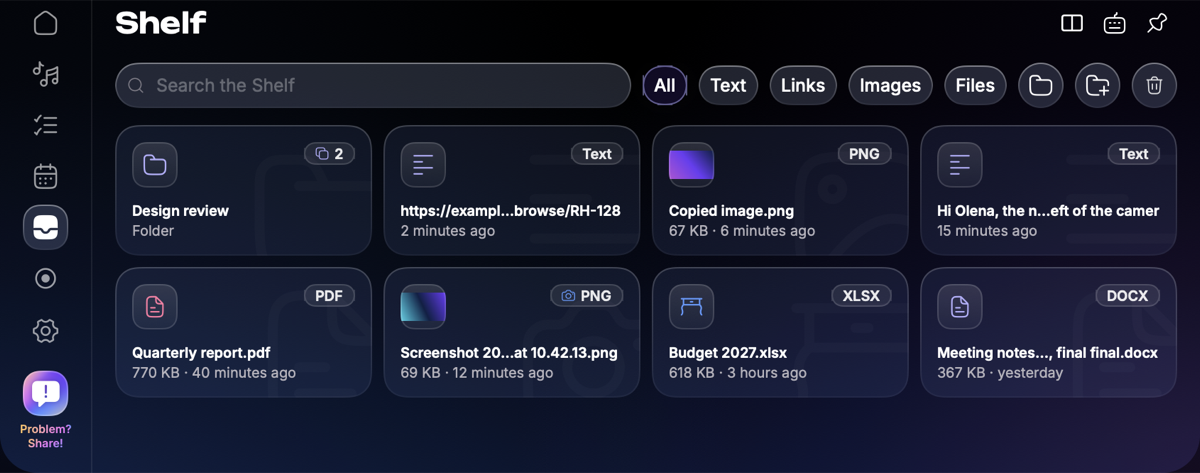 Shelf
Search the Shelf
All
Text
Links
Images
Files
2
Design review
Folder
Text
https://exampl...browse/RH-128
2 minutes ago
PNG
Copied image.png
67 KB · 6 minutes ago
Text
Hi Olena, the n...eft of the camer
15 minutes ago
PDF
Quarterly report.pdf
770 KB · 40 minutes ago
PNG
Screenshot 20...at 10.42.13.png
69 KB · 12 minutes ago
XLSX
Budget 2027.xlsx
618 KB · 3 hours ago
DOCX
Meeting notes..., final final.docx
367 KB · yesterday
Problem?
Share!